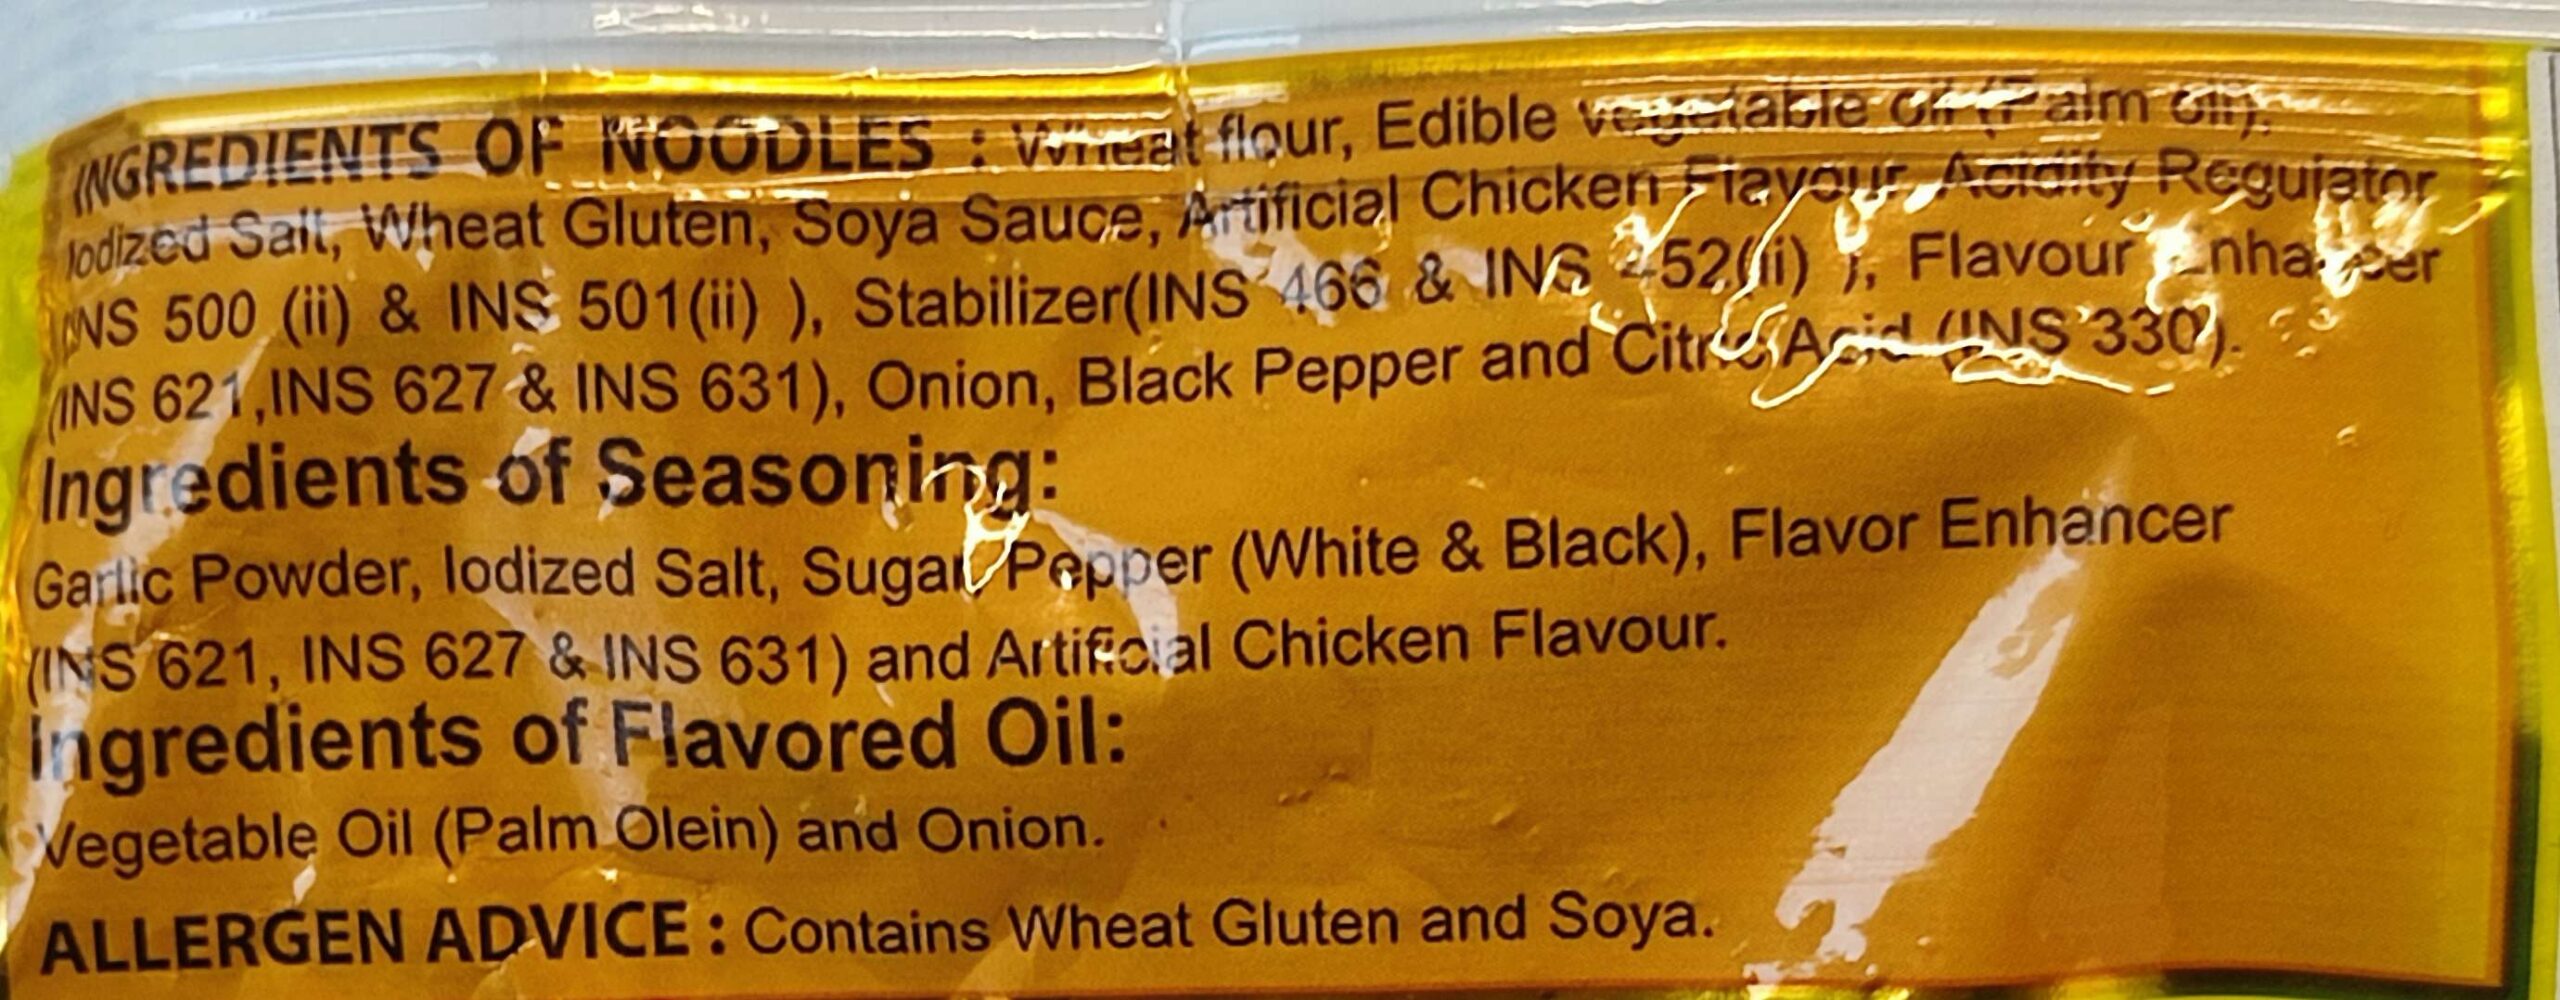 INGREDIENTS OF NOODLES : Wheat flour, Edible vegetable oil (Palm oil),
Iodized Salt, Wheat Gluten, Soya Sauce, Artificial Chicken Flavour, Acidity Regulator
(INS 500 (ii) & INS 501(ii) ), Stabilizer(INS 466 & INS 452(ii) ), Flavour Enhancer
(INS 621,INS 627 & INS 631), Onion, Black Pepper and Citric Acid (INS 330).
Ingredients of Seasoning:
Garlic Powder, Iodized Salt, Sugar, Pepper (White & Black), Flavor Enhancer
(INS 621, INS 627 & INS 631) and Artificial Chicken Flavour.
Ingredients of Flavored Oil:
Vegetable Oil (Palm Olein) and Onion.
ALLERGEN ADVICE : Contains Wheat Gluten and Soya.